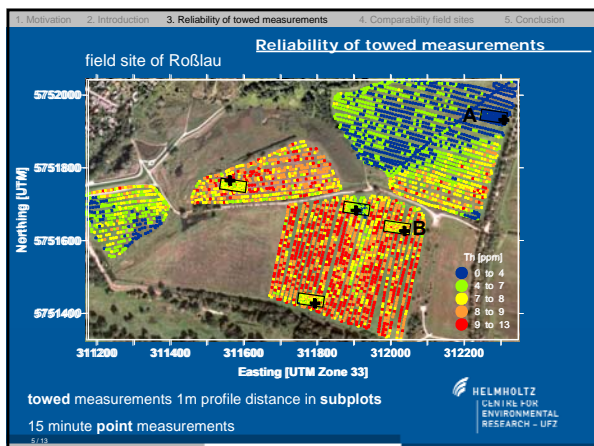 1. Motivation 2. Introduction 3. Reliability of towed measurements 4. Comparability field sites 5. Conclusion
Reliability of towed measurements
field site of Roßlau
Northing [UTM]
5752000
5751800
5751600
5751400
A
B
Th [ppm]
0 to 4
4 to 7
7 to 8
8 to 9
9 to 13
311200 311400 311600 311800 312000 312200
Easting [UTM Zone 33]
towed measurements 1m profile distance in subplots
15 minute point measurements
HELMHOLTZ
CENTRE FOR
ENVIRONMENTAL
RESEARCH – UFZ
5 / 13